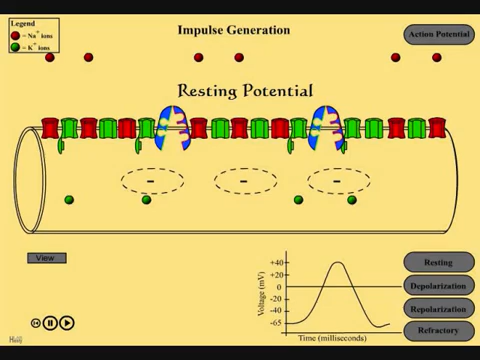 Impulse Generation
Legend
= Na+ ions
= K+ ions
Action Potential
Resting Potential
-
-
-
View
Voltage (mV)
+40
+20
0
-20
-40
-65
Time (milliseconds)
Resting
Depolarization
Repolarization
Refractory